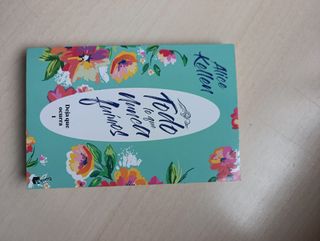 Alice
Kellen
Todo
lo que
nunca
fuimos
Deja que
ocurra
1